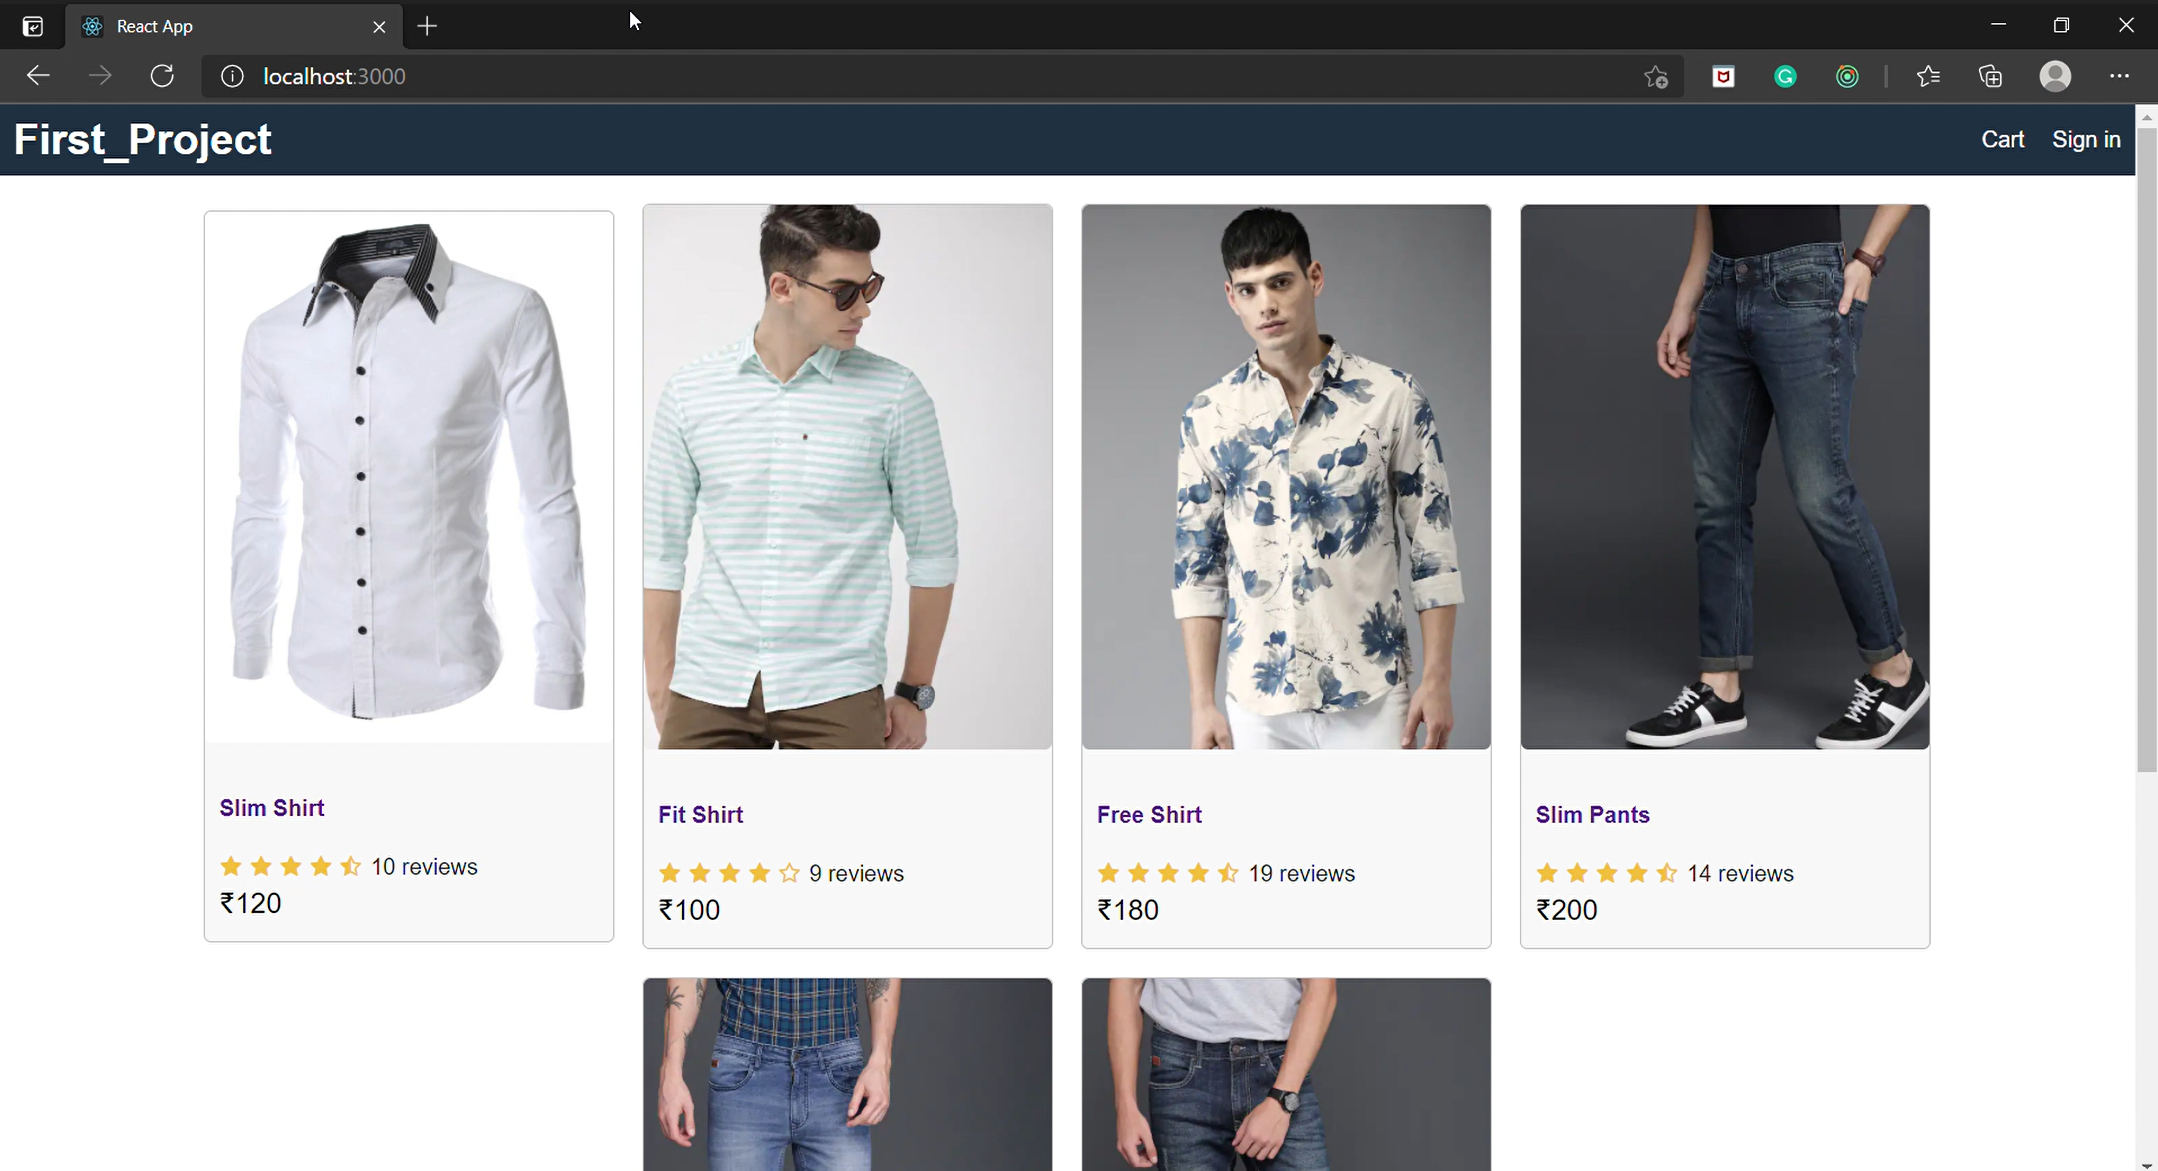 React App
localhost:3000
First_Project
Cart Sign in
Slim Shirt
10 reviews
₹120
Fit Shirt
9 reviews
₹100
Free Shirt
19 reviews
₹180
Slim Pants
14 reviews
₹200